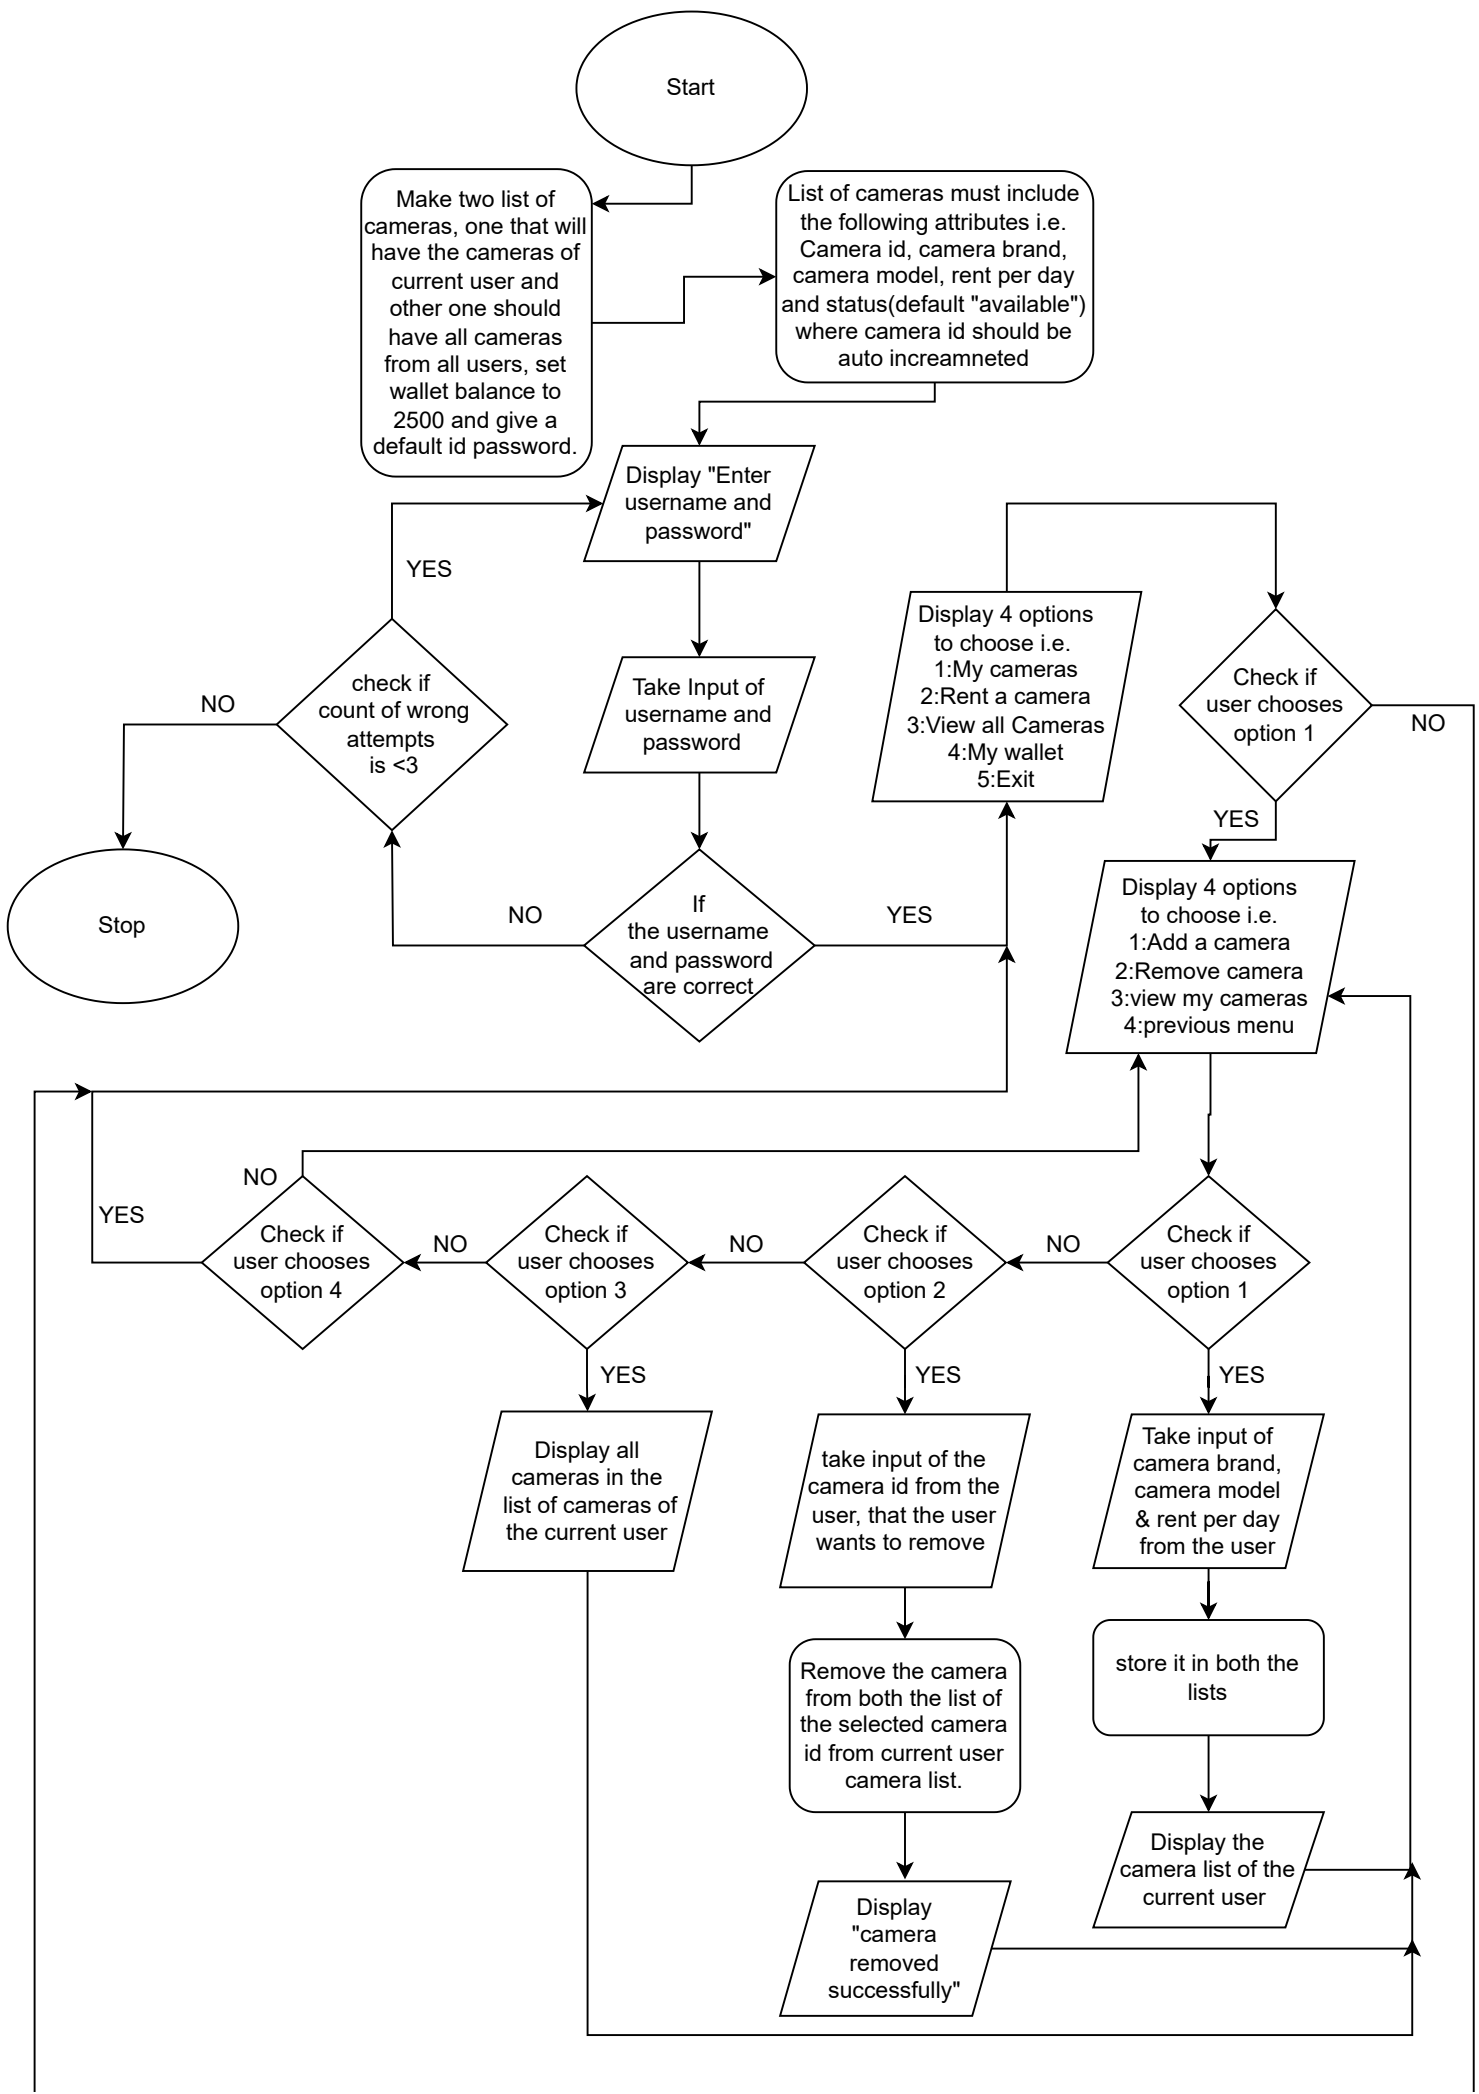 Start
Make two list of
cameras, one that will
have the cameras of
current user and
other one should
have all cameras
from all users, set
wallet balance to
2500 and give a
default id password.
List of cameras must include
the following attributes i.e.
Camera id, camera brand,
camera model, rent per day
and status(default "available")
where camera id should be
auto increamneted
Display "Enter
username and
password"
YES
Take Input of
username and
password
check if
count of wrong
attempts
is <3
NO
Stop
If
the username
and password
are correct
NO
YES
Display 4 options
to choose i.e.
1:My cameras
2:Rent a camera
3:View all Cameras
4:My wallet
5:Exit
Check if
user chooses
option 1
NO
YES
Display 4 options
to choose i.e.
1:Add a camera
2:Remove camera
3:view my cameras
4:previous menu
NO
YES
Check if
user chooses
option 4
NO
Check if
user chooses
option 3
NO
Check if
user chooses
option 2
NO
Check if
user chooses
option 1
YES
YES
YES
Display all
cameras in the
list of cameras of
the current user
take input of the
camera id from the
user, that the user
wants to remove
Take input of
camera brand,
camera model
& rent per day
from the user
Remove the camera
from both the list of
the selected camera
id from current user
camera list.
store it in both the
lists
Display
"camera
removed
successfully"
Display the
camera list of the
current user